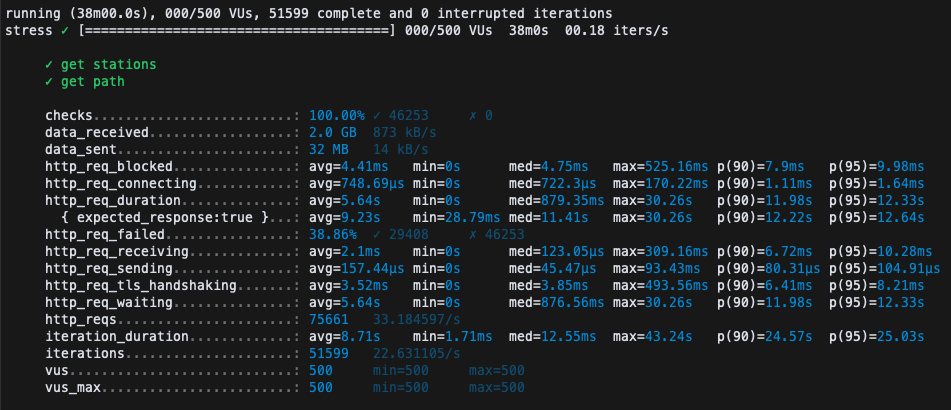 running (38m00.0s), 000/500 VUs, 51599 complete and 0 interrupted iterations
stress ✓ [======================================] 000/500 VUs  38m0s  00.18 iters/s

     ✓ get stations
     ✓ get path

     checks.........................: 100.00% ✓ 46253      ✗ 0
     data_received..................: 2.0 GB  873 kB/s
     data_sent......................: 32 MB   14 kB/s
     http_req_blocked...............: avg=4.41ms   min=0s      med=4.75ms   max=525.16ms p(90)=7.9ms   p(95)=9.98ms
     http_req_connecting............: avg=748.69µs min=0s      med=722.3µs  max=170.22ms p(90)=1.11ms  p(95)=1.64ms
     http_req_duration..............: avg=5.64s    min=0s      med=879.35ms max=30.26s   p(90)=11.98s  p(95)=12.33s
       { expected_response:true }...: avg=9.23s    min=28.79ms med=11.41s   max=30.26s   p(90)=12.22s  p(95)=12.64s
     http_req_failed................: 38.86%  ✓ 29408      ✗ 46253
     http_req_receiving.............: avg=2.1ms    min=0s      med=123.05µs max=309.16ms p(90)=6.72ms  p(95)=10.28ms
     http_req_sending...............: avg=157.44µs min=0s      med=45.47µs  max=93.43ms  p(90)=80.31µs p(95)=104.91µs
     http_req_tls_handshaking.......: avg=3.52ms   min=0s      med=3.85ms   max=493.56ms p(90)=6.41ms  p(95)=8.21ms
     http_req_waiting...............: avg=5.64s    min=0s      med=876.56ms max=30.26s   p(90)=11.98s  p(95)=12.33s
     http_reqs......................: 75661   33.184597/s
     iteration_duration.............: avg=8.71s    min=1.71ms  med=12.55ms  max=43.24s   p(90)=24.57s  p(95)=25.03s
     iterations.....................: 51599   22.631105/s
     vus............................: 500     min=500      max=500
     vus_max........................: 500     min=500      max=500